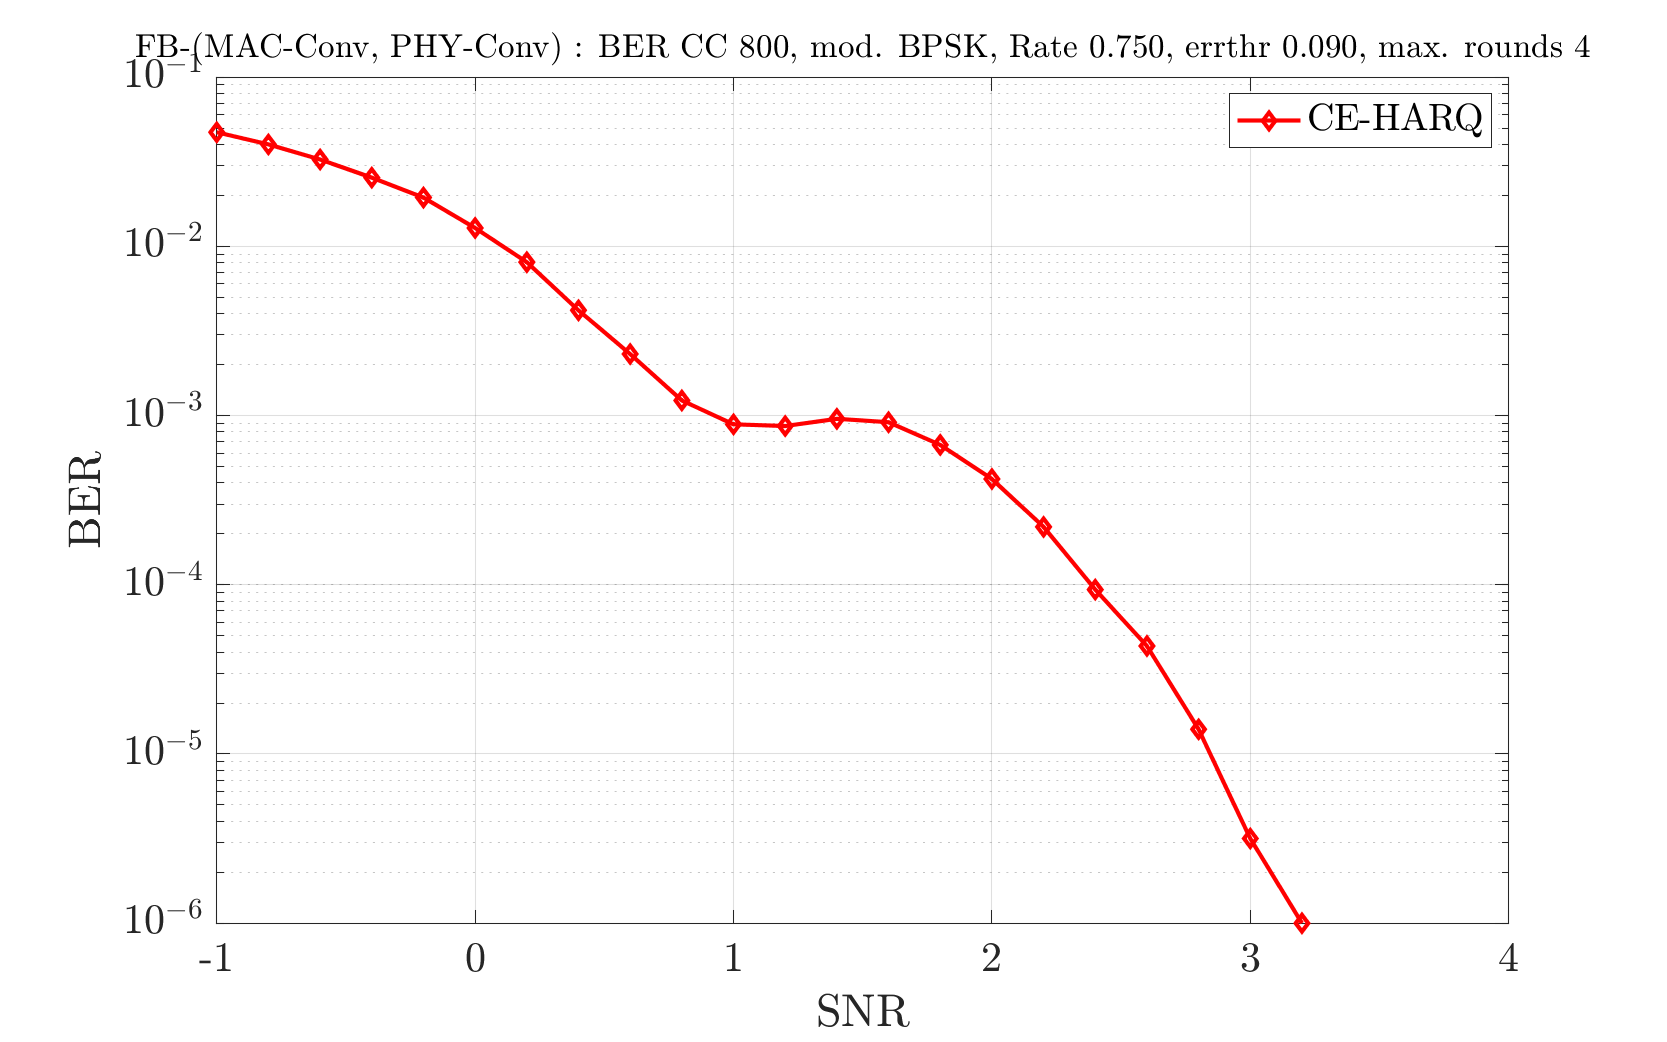 FB-(MAC-Conv, PHY-Conv) : BER CC 800, mod. BPSK, Rate 0.750, errthr 0.090, max. rounds 4
10⁻¹
CE-HARQ
10⁻²
10⁻³
BER
10⁻⁴
10⁻⁵
10⁻⁶
-1 0 1 2 3 4
SNR